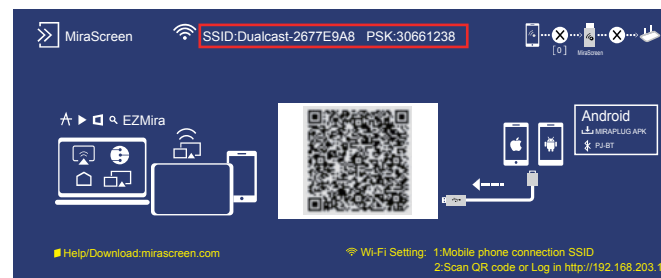 MiraScreen
SSID:Dualcast-2677E9A8 PSK:30661238
[0]
MiraScreen
EZMira
Android
MIRAPLUG APK
PJ-BT
Help/Download:mirascreen.com
Wi-Fi Setting: 1:Mobile phone connection SSID
2:Scan QR code or Log in http://192.168.203.1